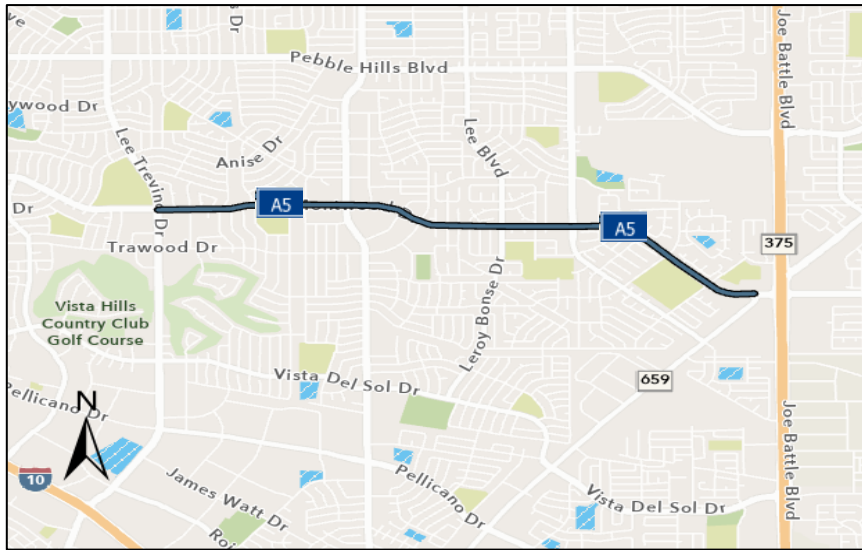 Pebble Hills Blvd
ywood Dr
Lee Trevino Dr
Anise Dr
Lee Blvd
Joe Battle Blvd
Dr
A5
A5
Trawood Dr
375
Vista Hills
Country Club
Golf Course
Leroy Bonse Dr
Vista Del Sol Dr
659
Pellicano Dr
N
10
James Watt Dr
Pellicano Dr
Vista Del Sol Dr
Joe Battle Blvd
Roj